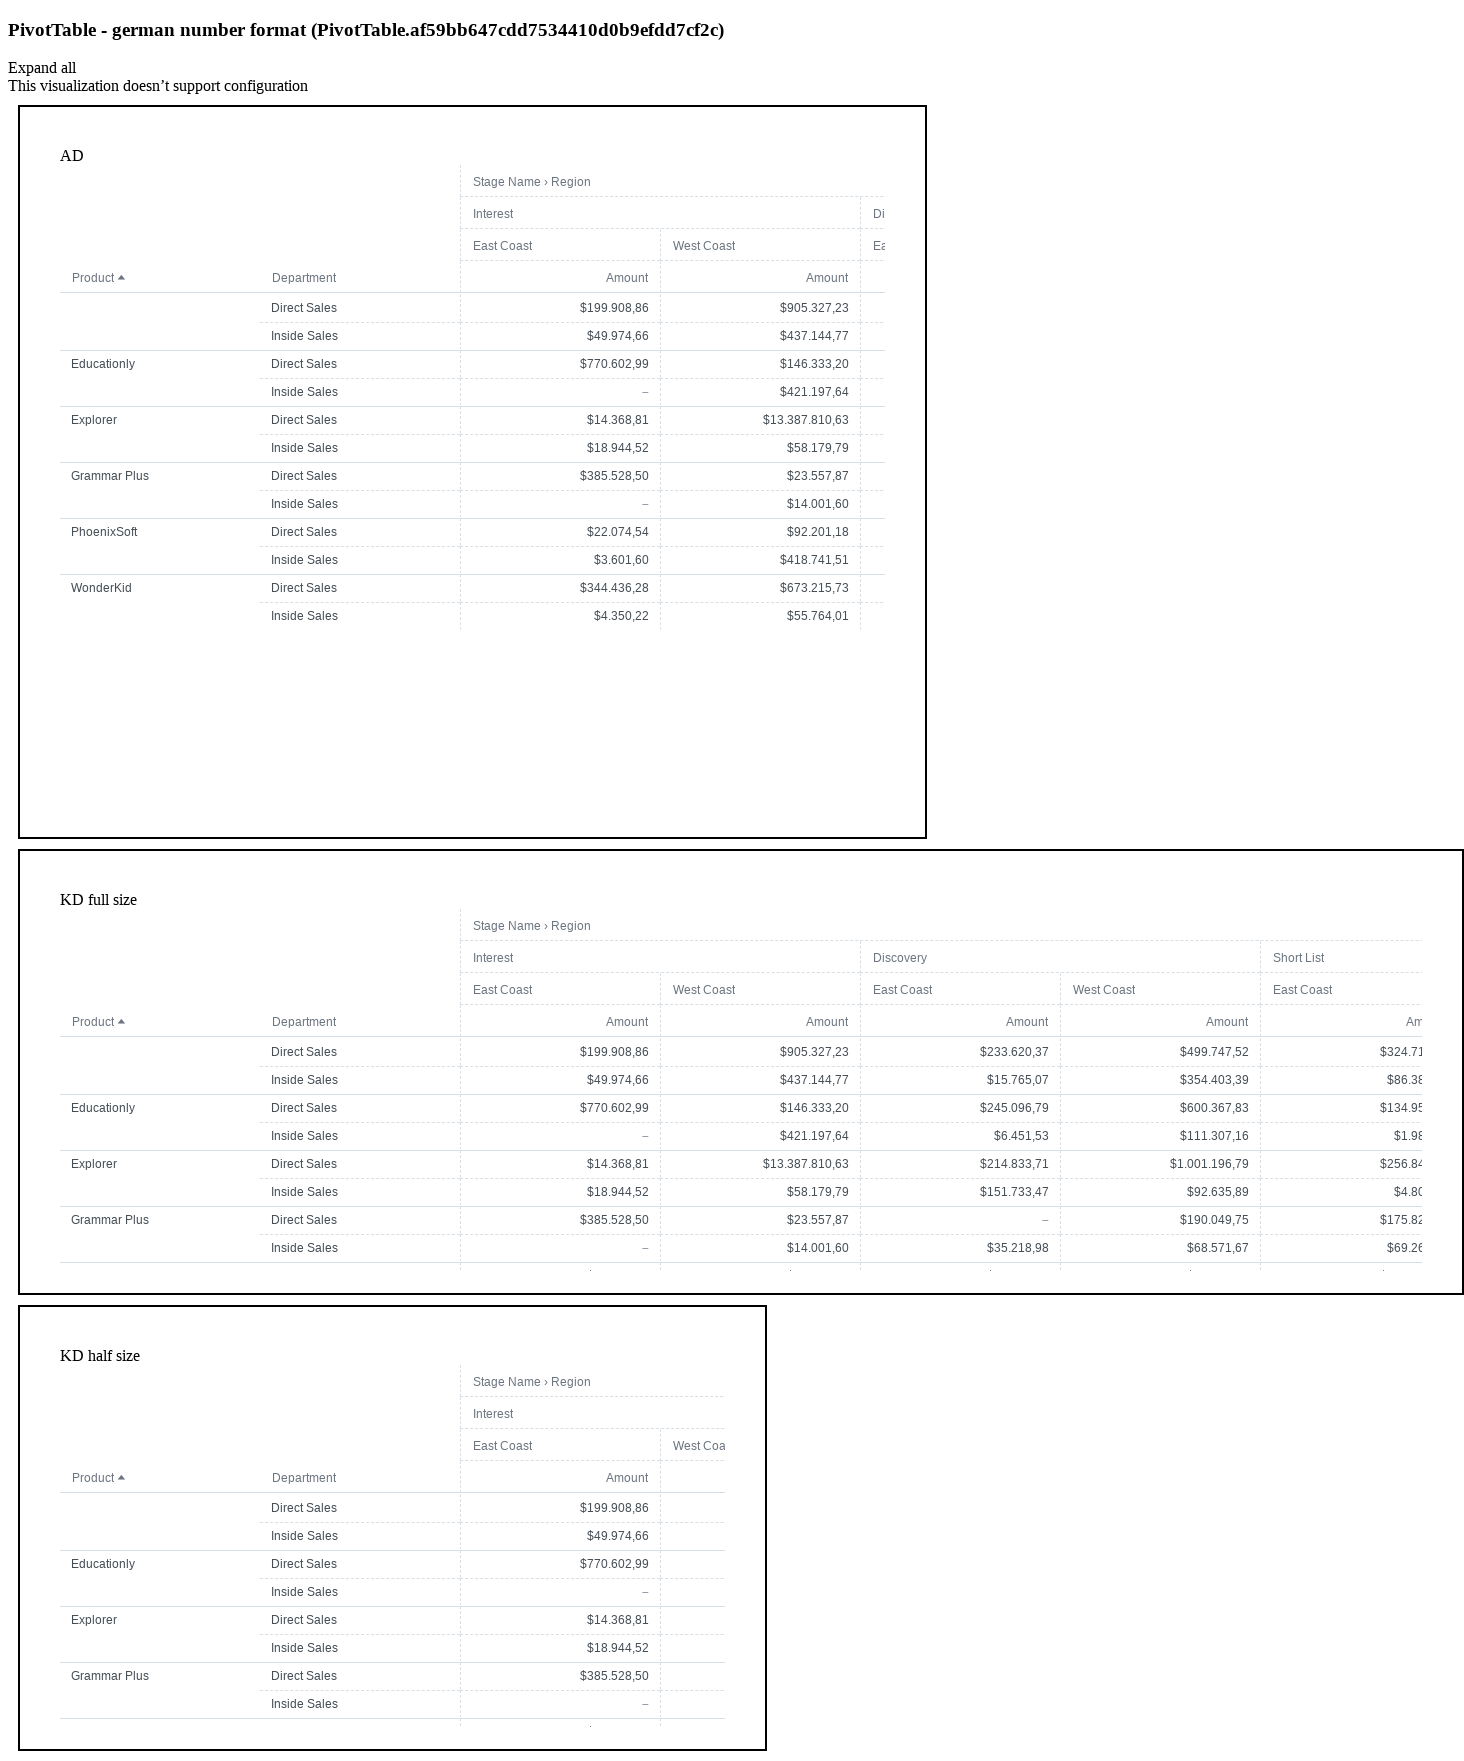 PivotTable - german number format (PivotTable.af59bb647cdd7534410d0b9efdd7cf2c)
Expand all
This visualization doesn’t support configuration
AD
Stage Name › Region
Interest Di
East Coast West Coast Ea
Product Department Amount Amount
Direct Sales $199.908,86 $905.327,23
Inside Sales $49.974,66 $437.144,77
Educationly Direct Sales $770.602,99 $146.333,20
Inside Sales – $421.197,64
Explorer Direct Sales $14.368,81 $13.387.810,63
Inside Sales $18.944,52 $58.179,79
Grammar Plus Direct Sales $385.528,50 $23.557,87
Inside Sales – $14.001,60
PhoenixSoft Direct Sales $22.074,54 $92.201,18
Inside Sales $3.601,60 $418.741,51
WonderKid Direct Sales $344.436,28 $673.215,73
Inside Sales $4.350,22 $55.764,01
KD full size
Stage Name › Region
Interest Discovery Short List
East Coast West Coast East Coast West Coast East Coast
Product Department Amount Amount Amount Amount Am
Direct Sales $199.908,86 $905.327,23 $233.620,37 $499.747,52 $324.71
Inside Sales $49.974,66 $437.144,77 $15.765,07 $354.403,39 $86.38
Educationly Direct Sales $770.602,99 $146.333,20 $245.096,79 $600.367,83 $134.95
Inside Sales – $421.197,64 $6.451,53 $111.307,16 $1.98
Explorer Direct Sales $14.368,81 $13.387.810,63 $214.833,71 $1.001.196,79 $256.84
Inside Sales $18.944,52 $58.179,79 $151.733,47 $92.635,89 $4.80
Grammar Plus Direct Sales $385.528,50 $23.557,87 – $190.049,75 $175.82
Inside Sales – $14.001,60 $35.218,98 $68.571,67 $69.26
KD half size
Stage Name › Region
Interest
East Coast West Coa
Product Department Amount
Direct Sales $199.908,86
Inside Sales $49.974,66
Educationly Direct Sales $770.602,99
Inside Sales –
Explorer Direct Sales $14.368,81
Inside Sales $18.944,52
Grammar Plus Direct Sales $385.528,50
Inside Sales –